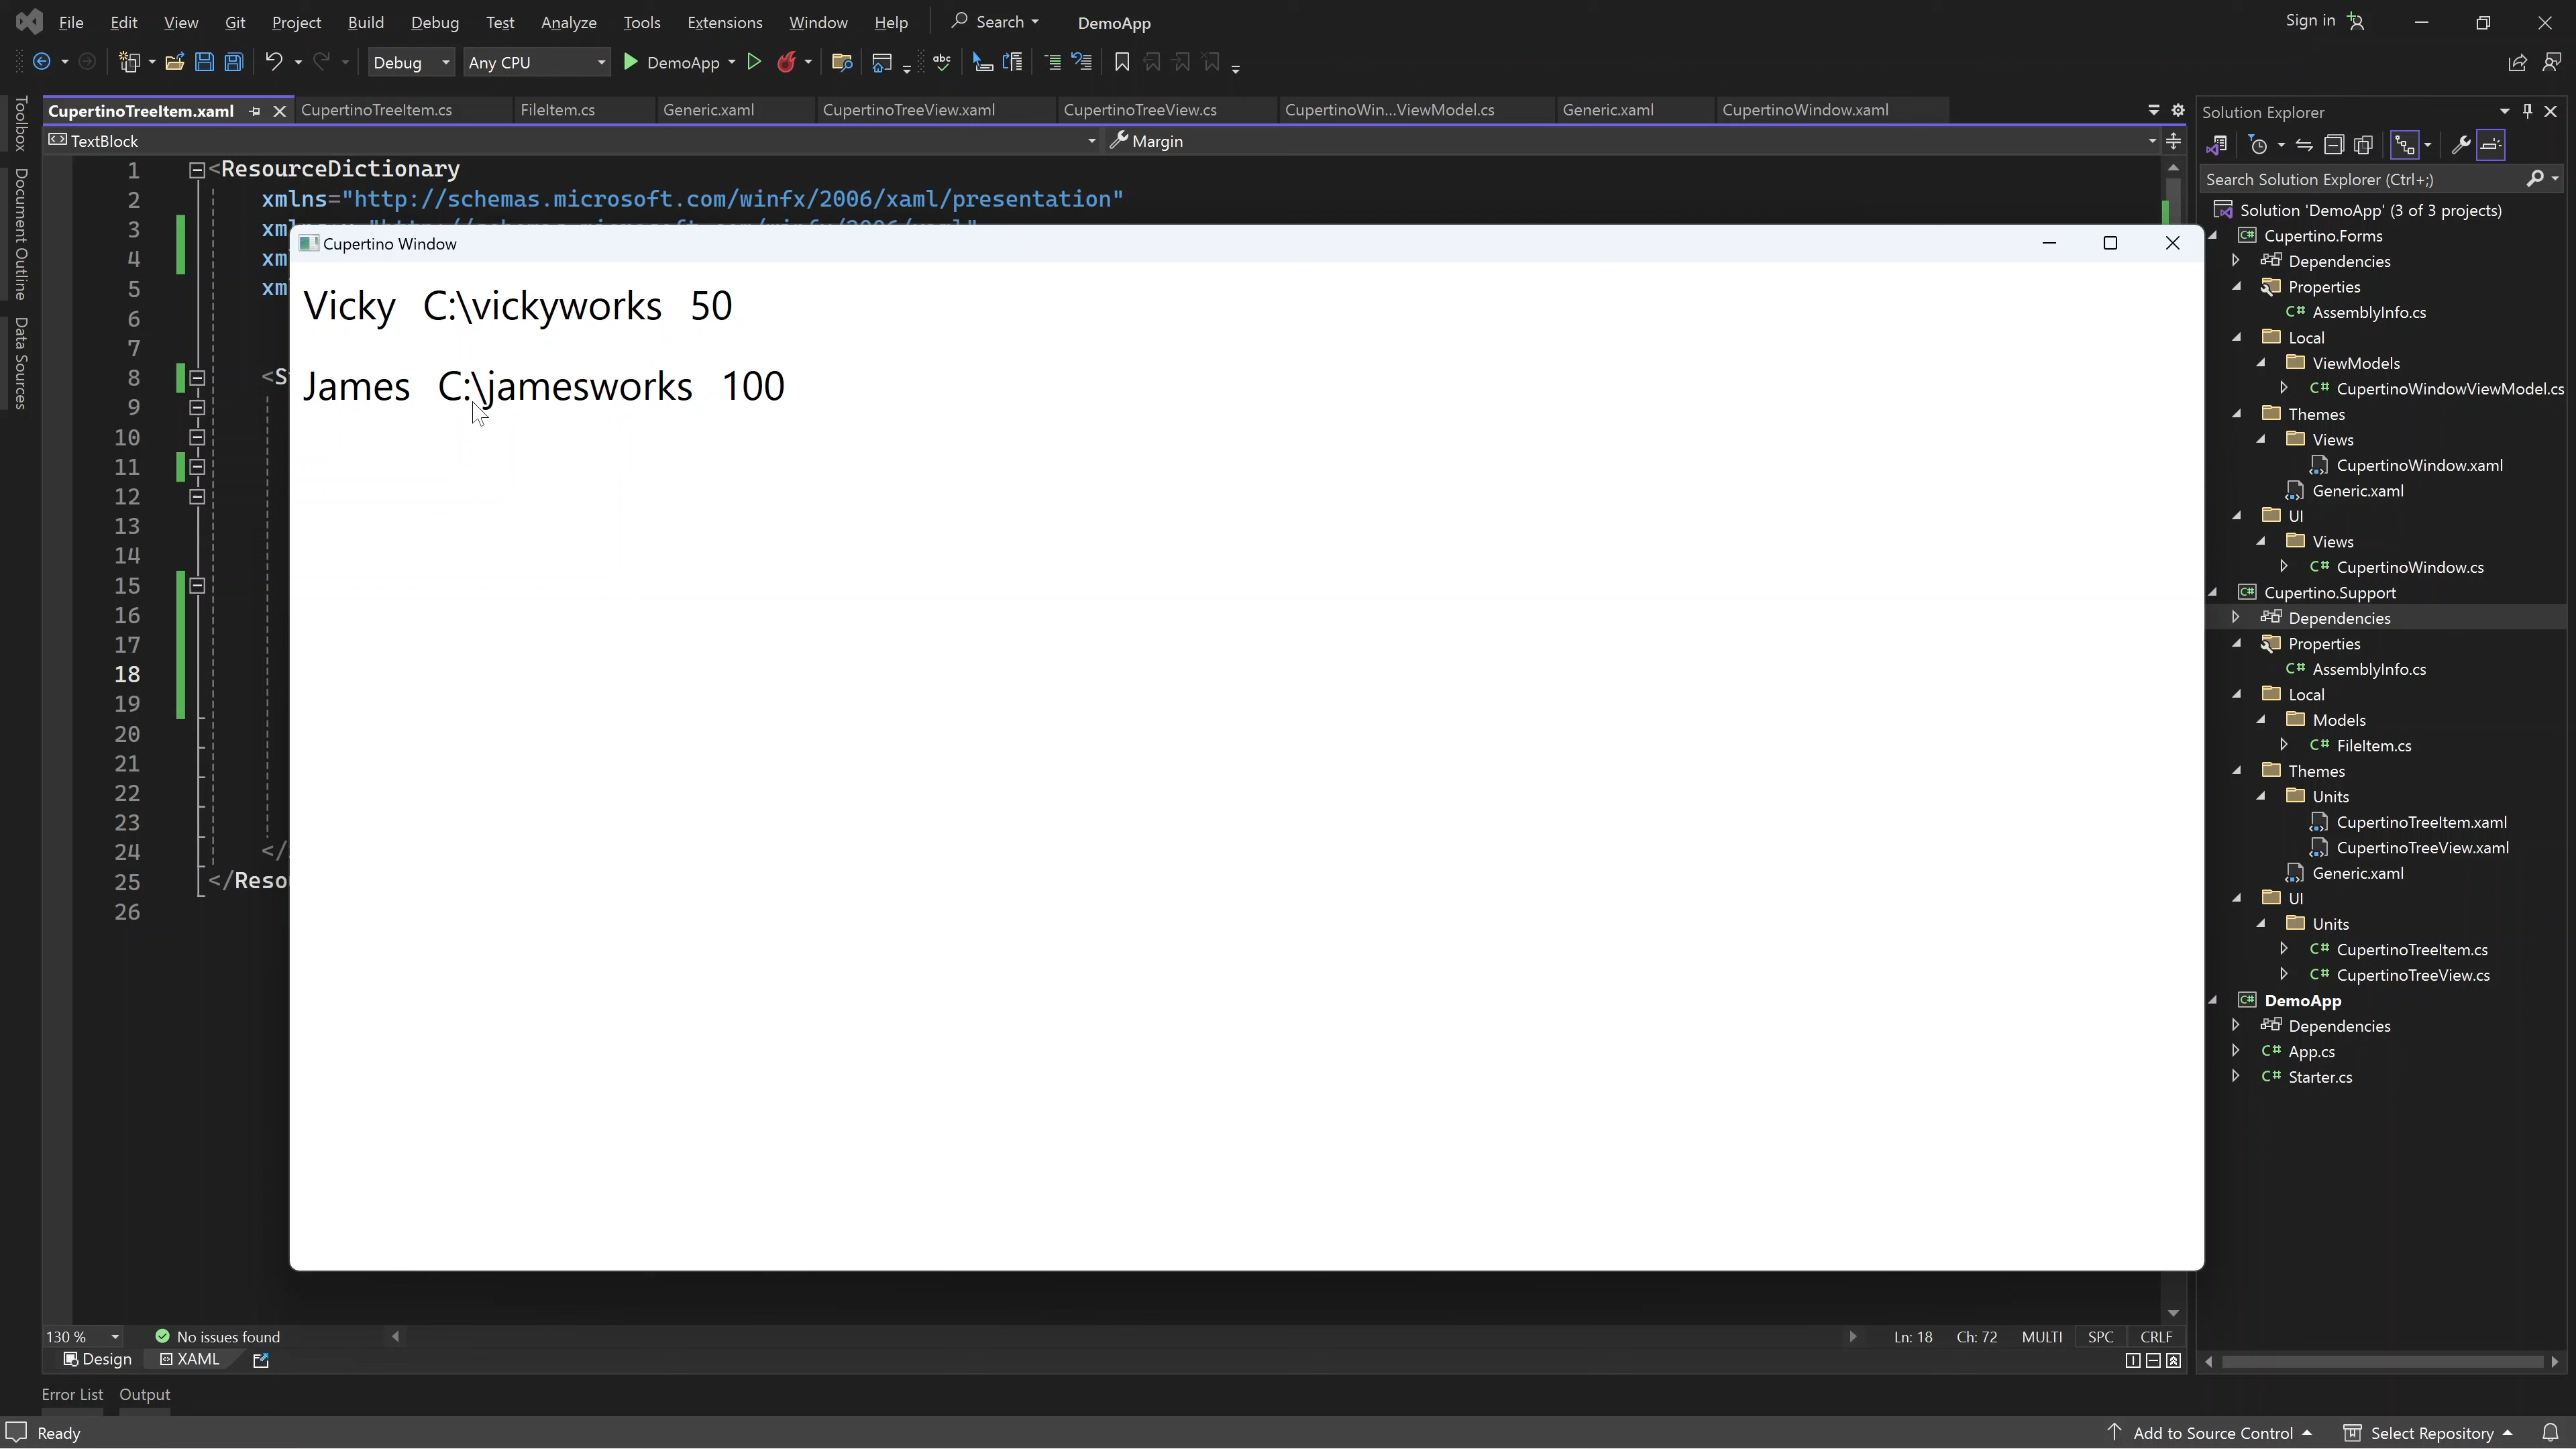 File Edit View Git Project Build Debug Test Analyze Tools Extensions Window Help Search DemoApp Sign in
Debug Any CPU DemoApp
Toolbox
Document Outline
Data Sources
CupertinoTreeItem.xaml CupertinoTreeItem.cs FileItem.cs Generic.xaml CupertinoTreeView.xaml CupertinoTreeView.cs CupertinoWin...ViewModel.cs Generic.xaml CupertinoWindow.xaml
TextBlock Margin
1 <ResourceDictionary
2 xmlns="http://schemas.microsoft.com/winfx/2006/xaml/presentation"
3 xml
4 xm
5 xm
6
7
8 <S
9
10
11
12
13
14
15
16
17
18
19
20
21
22
23
24 </
25 </Reso
26
Cupertino Window
Vicky C:\vickyworks 50
James C:\jamesworks 100
130 % No issues found Ln: 18 Ch: 72 MULTI SPC CRLF
Design XAML
Error List Output
Ready Add to Source Control Select Repository
Solution Explorer
Search Solution Explorer (Ctrl+;)
Solution 'DemoApp' (3 of 3 projects)
Cupertino.Forms
Dependencies
Properties
C# AssemblyInfo.cs
Local
ViewModels
C# CupertinoWindowViewModel.cs
Themes
Views
CupertinoWindow.xaml
Generic.xaml
UI
Views
C# CupertinoWindow.cs
Cupertino.Support
Dependencies
Properties
C# AssemblyInfo.cs
Local
Models
C# FileItem.cs
Themes
Units
CupertinoTreeItem.xaml
CupertinoTreeView.xaml
Generic.xaml
UI
Units
C# CupertinoTreeItem.cs
C# CupertinoTreeView.cs
DemoApp
Dependencies
C# App.cs
C# Starter.cs